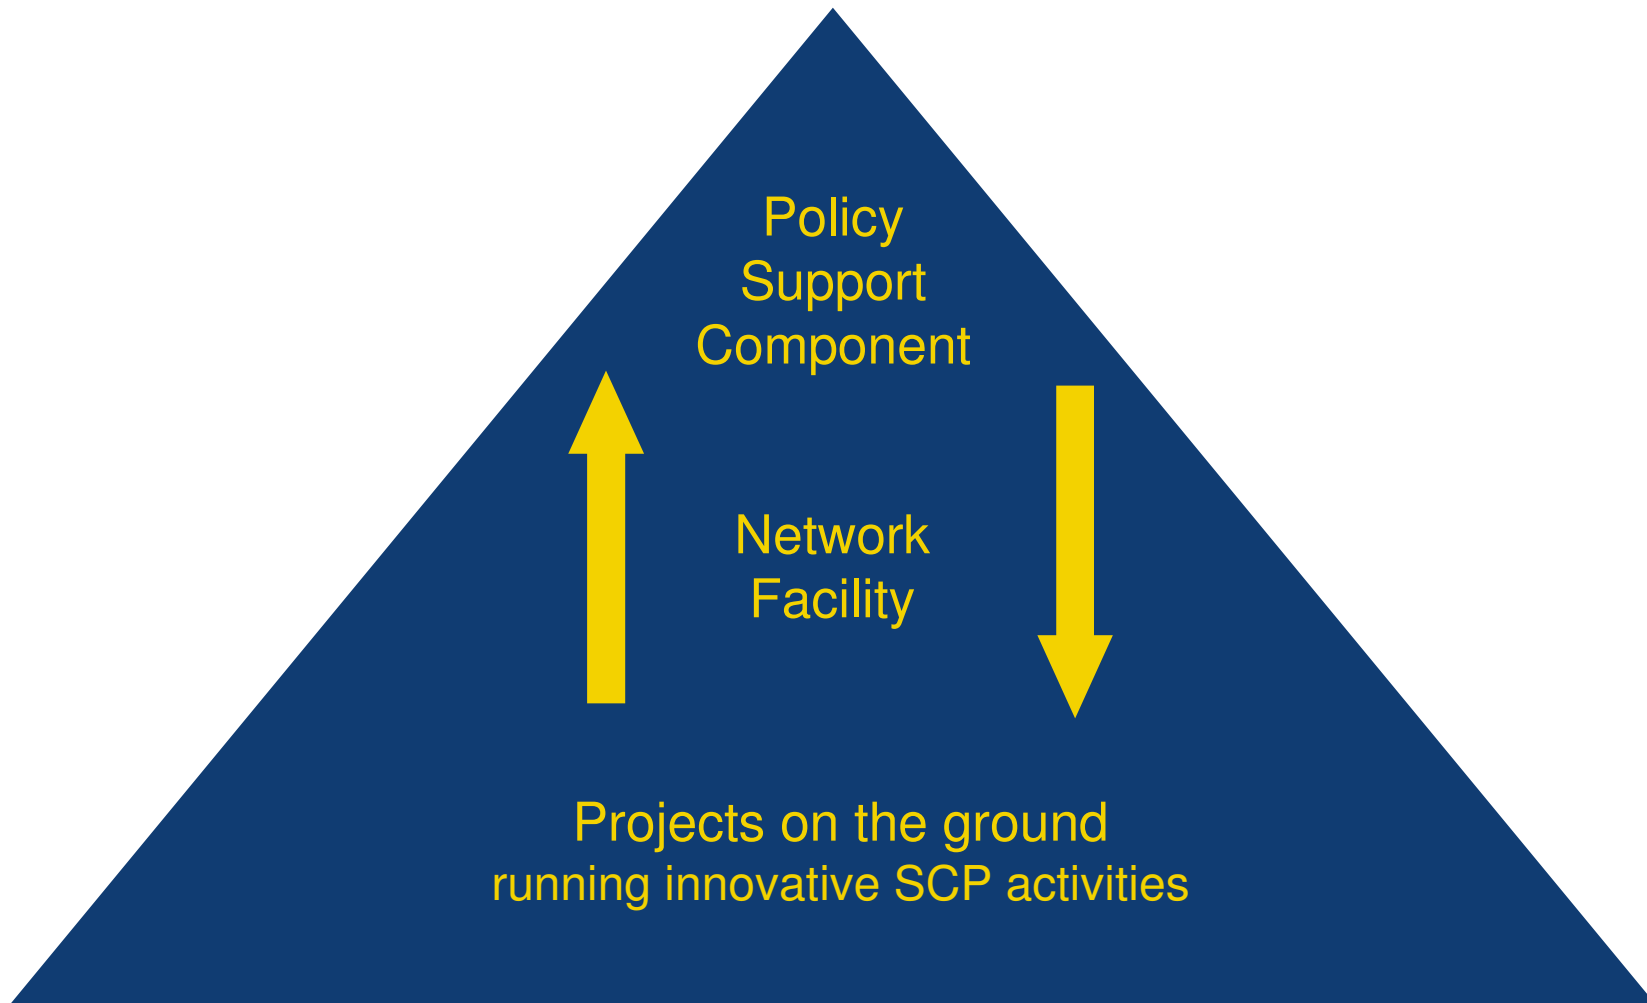 Policy
Support
Component
Network
Facility
Projects on the ground
running innovative SCP activities